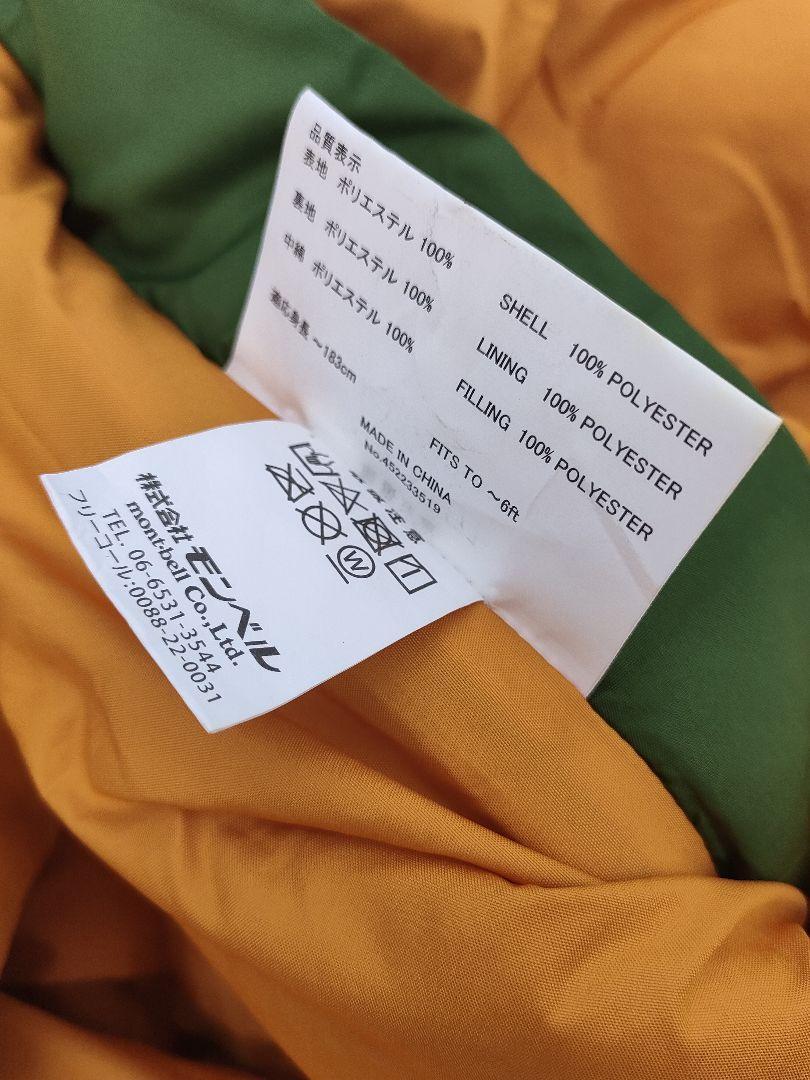 品質表示
表地 ポリエステル 100%
裏地 ポリエステル 100%
中綿 ポリエステル 100%
適応身長 ～183cm
SHELL 100% POLYESTER
LINING 100% POLYESTER
FILLING 100% POLYESTER
FITS TO ～6ft
MADE IN CHINA
No.452233519
注意
W
株式会社 モンベル
mont-bell Co.,Ltd.
TEL. 06-6531-3544
フリーコール:0088-22-0031